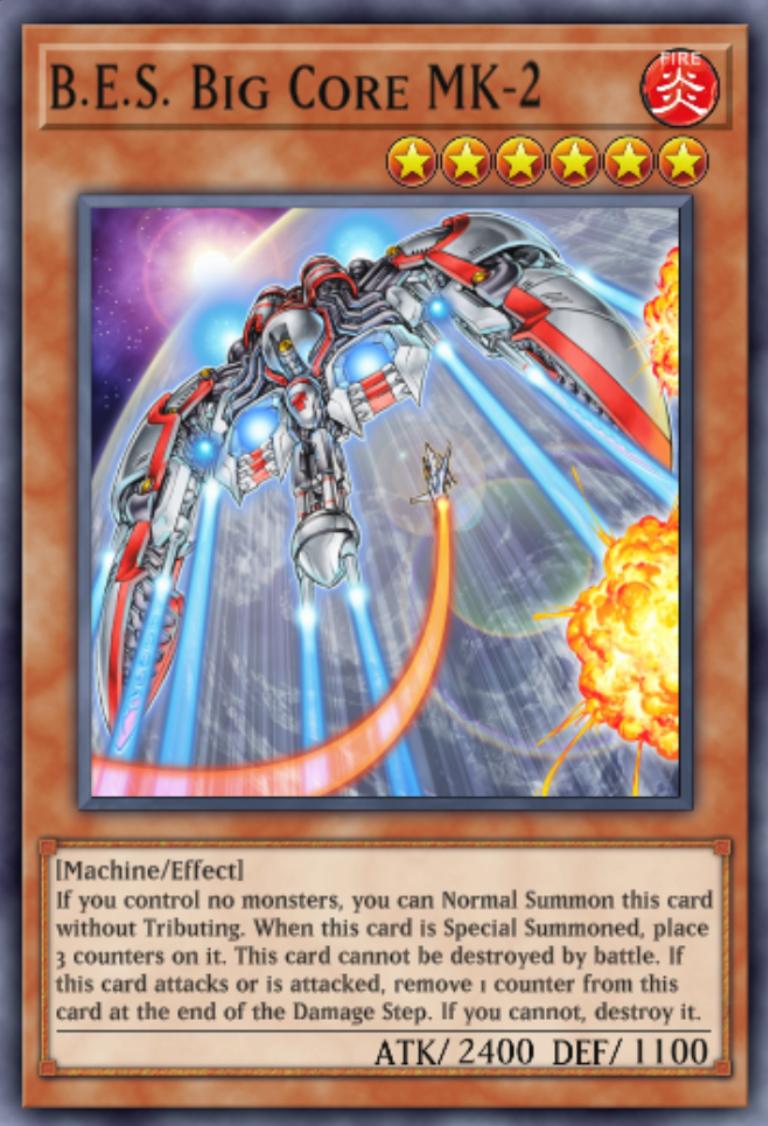 B.E.S. Big Core MK-2
FIRE
炎
[Machine/Effect]
If you control no monsters, you can Normal Summon this card
without Tributing. When this card is Special Summoned, place
3 counters on it. This card cannot be destroyed by battle. If
this card attacks or is attacked, remove 1 counter from this
card at the end of the Damage Step. If you cannot, destroy it.
ATK/ 2400 DEF/ 1100